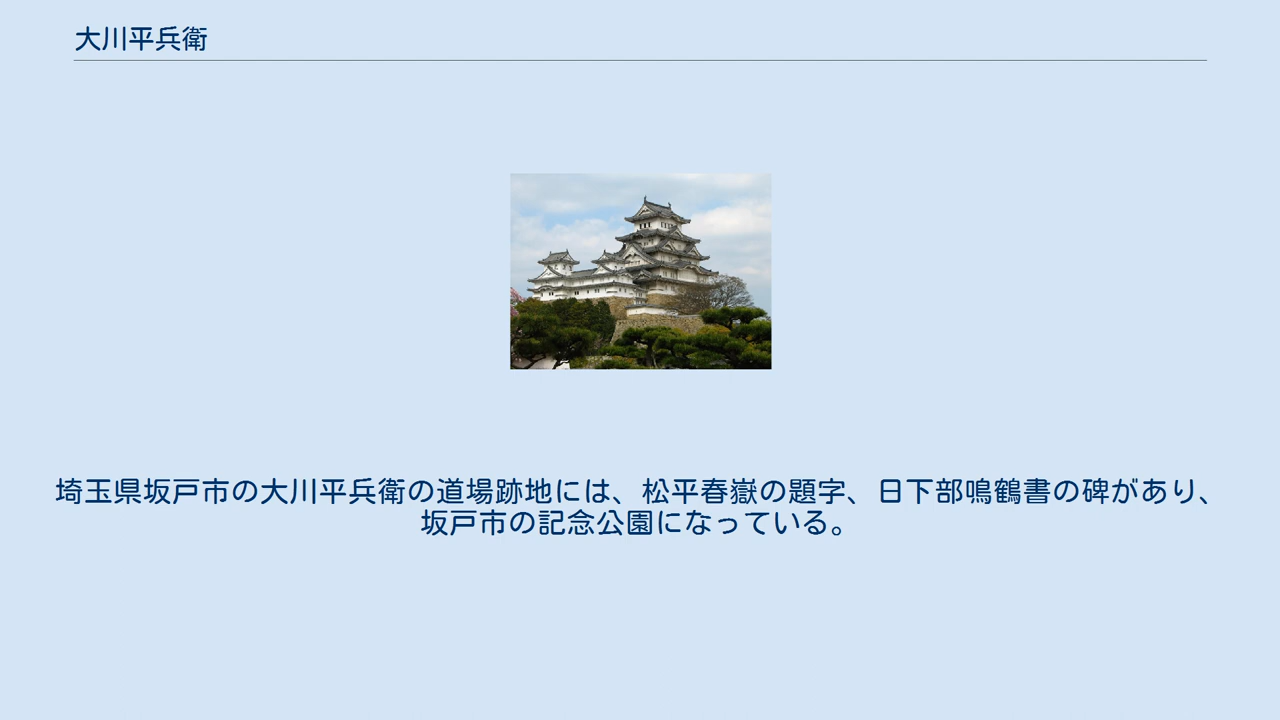 大川平兵衛
埼玉県坂戸市の大川平兵衛の道場跡地には、松平春嶽の題字、日下部鳴鶴書の碑があり、
坂戸市の記念公園になっている。